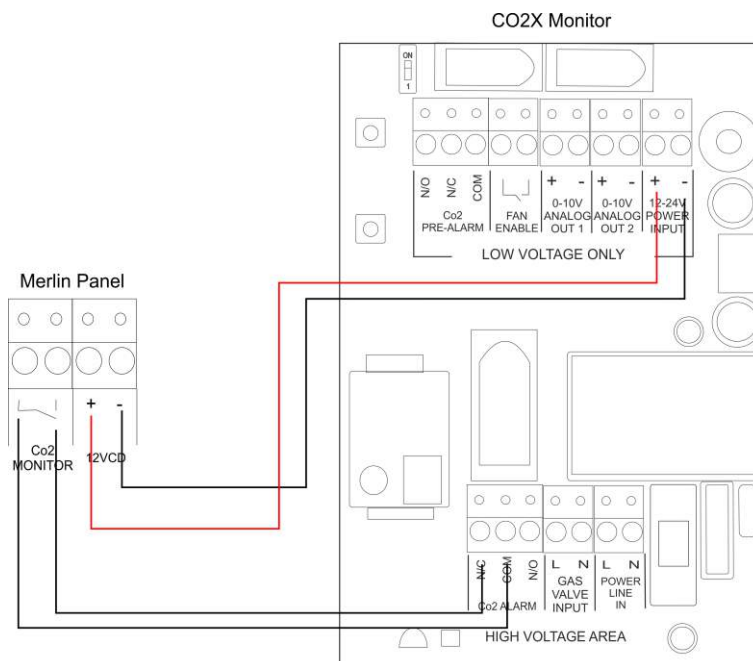 CO2X Monitor
ON
1
N/O
N/C
COM
Co2
PRE-ALARM
FAN
ENABLE
+ -
0-10V
ANALOG
OUT 1
+ -
0-10V
ANALOG
OUT 2
+ -
12-24V
POWER
INPUT
LOW VOLTAGE ONLY
Merlin Panel
Co2
MONITOR
+ -
12VCD
N/C
COM
N/O
Co2 ALARM
L N
GAS
VALVE
INPUT
L N
POWER
LINE
IN
HIGH VOLTAGE AREA